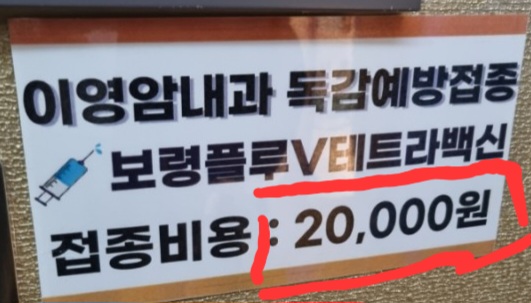 이영암내과 독감예방접종
보령플루V테트라백신
접종비용 : 20,000원